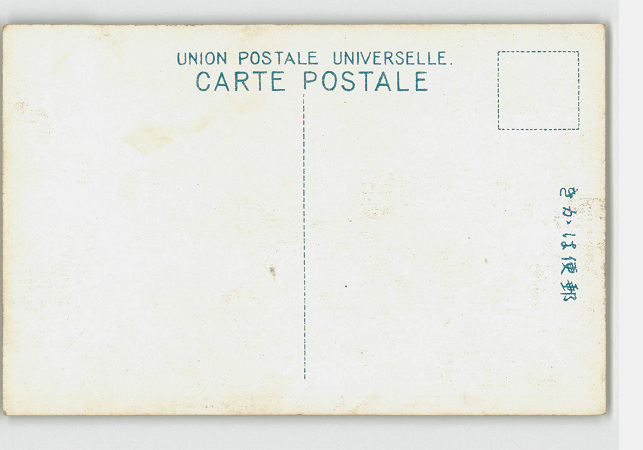 UNION POSTALE UNIVERSELLE.
CARTE POSTALE
きかは便郵